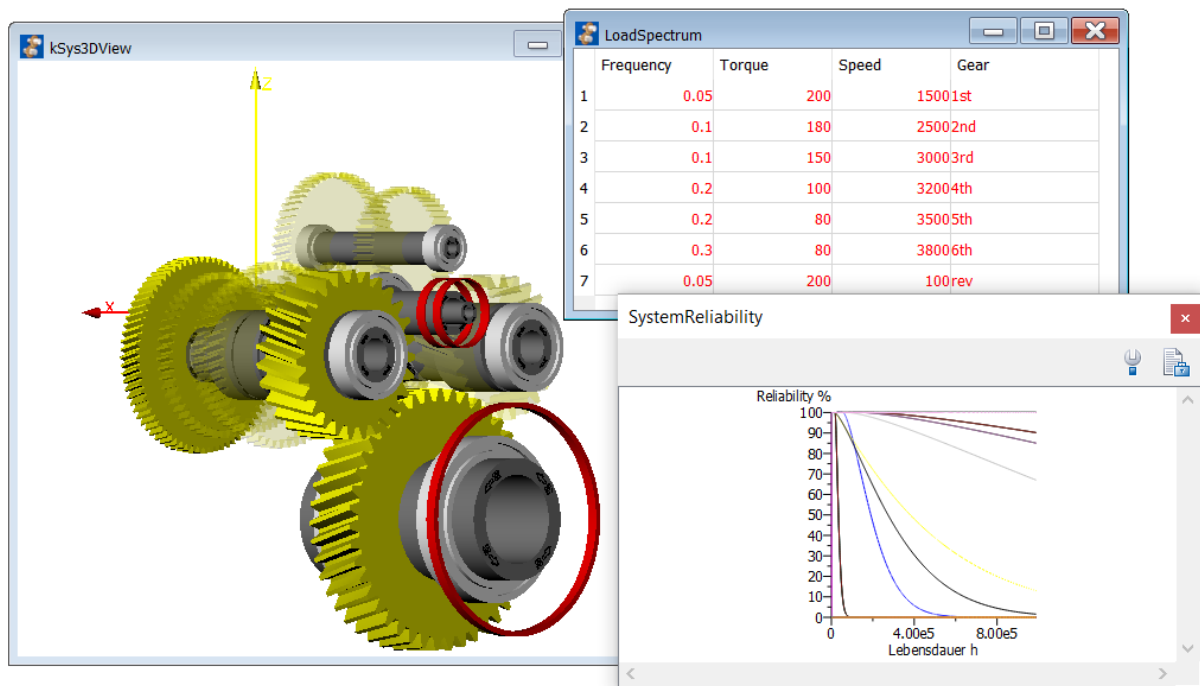 kSys3DView
z
x
LoadSpectrum
Frequency Torque Speed Gear
1 0.05 200 1500 1st
2 0.1 180 2500 2nd
3 0.1 150 3000 3rd
4 0.2 100 3200 4th
5 0.2 80 3500 5th
6 0.3 80 3800 6th
7 0.05 200 100 rev
SystemReliability
Reliability %
100
90
80
70
60
50
40
30
20
10
0
0 4.00e5 8.00e5
Lebensdauer h